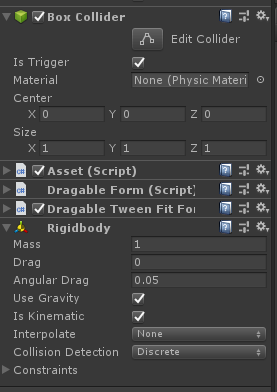 Box Collider
Edit Collider
Is Trigger
Material None (Physic Materi
Center
X 0 Y 0 Z 0
Size
X 1 Y 1 Z 1
Asset (Script)
Dragable Form (Script)
Dragable Tween Fit For
Rigidbody
Mass 1
Drag 0
Angular Drag 0.05
Use Gravity
Is Kinematic
Interpolate None
Collision Detection Discrete
Constraints